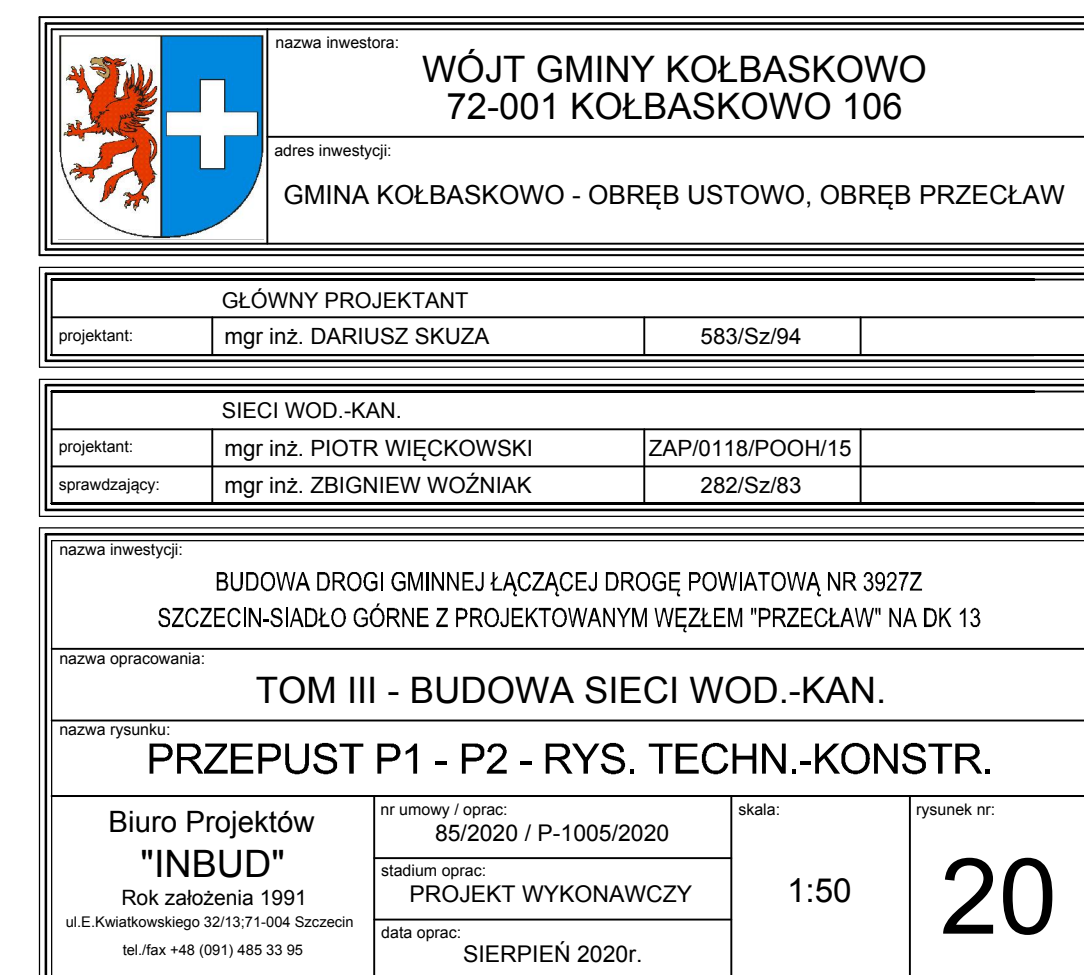 nazwa inwestora:
WÓJT GMINY KOŁBASKOWO
72-001 KOŁBASKOWO 106
adres inwestycji:
GMINA KOŁBASKOWO - OBRĘB USTOWO, OBRĘB PRZECŁAW
GŁÓWNY PROJEKTANT
projektant: mgr inż. DARIUSZ SKUZA 583/Sz/94
SIECI WOD.-KAN.
projektant: mgr inż. PIOTR WIĘCKOWSKI ZAP/0118/POOH/15
sprawdzający: mgr inż. ZBIGNIEW WOŹNIAK 282/Sz/83
nazwa inwestycji:
BUDOWA DROGI GMINNEJ ŁĄCZĄCEJ DROGĘ POWIATOWĄ NR 3927Z
SZCZECIN-SIADŁO GÓRNE Z PROJEKTOWANYM WĘZŁEM "PRZECŁAW" NA DK 13
nazwa opracowania:
TOM III - BUDOWA SIECI WOD.-KAN.
nazwa rysunku:
PRZEPUST P1 - P2 - RYS. TECHN.-KONSTR.
Biuro Projektów
"INBUD"
Rok założenia 1991
ul.E.Kwiatkowskiego 32/13;71-004 Szczecin
tel./fax +48 (091) 485 33 95
nr umowy / oprac:
85/2020 / P-1005/2020
stadium oprac:
PROJEKT WYKONAWCZY
data oprac:
SIERPIEŃ 2020r.
skala:
1:50
rysunek nr:
20